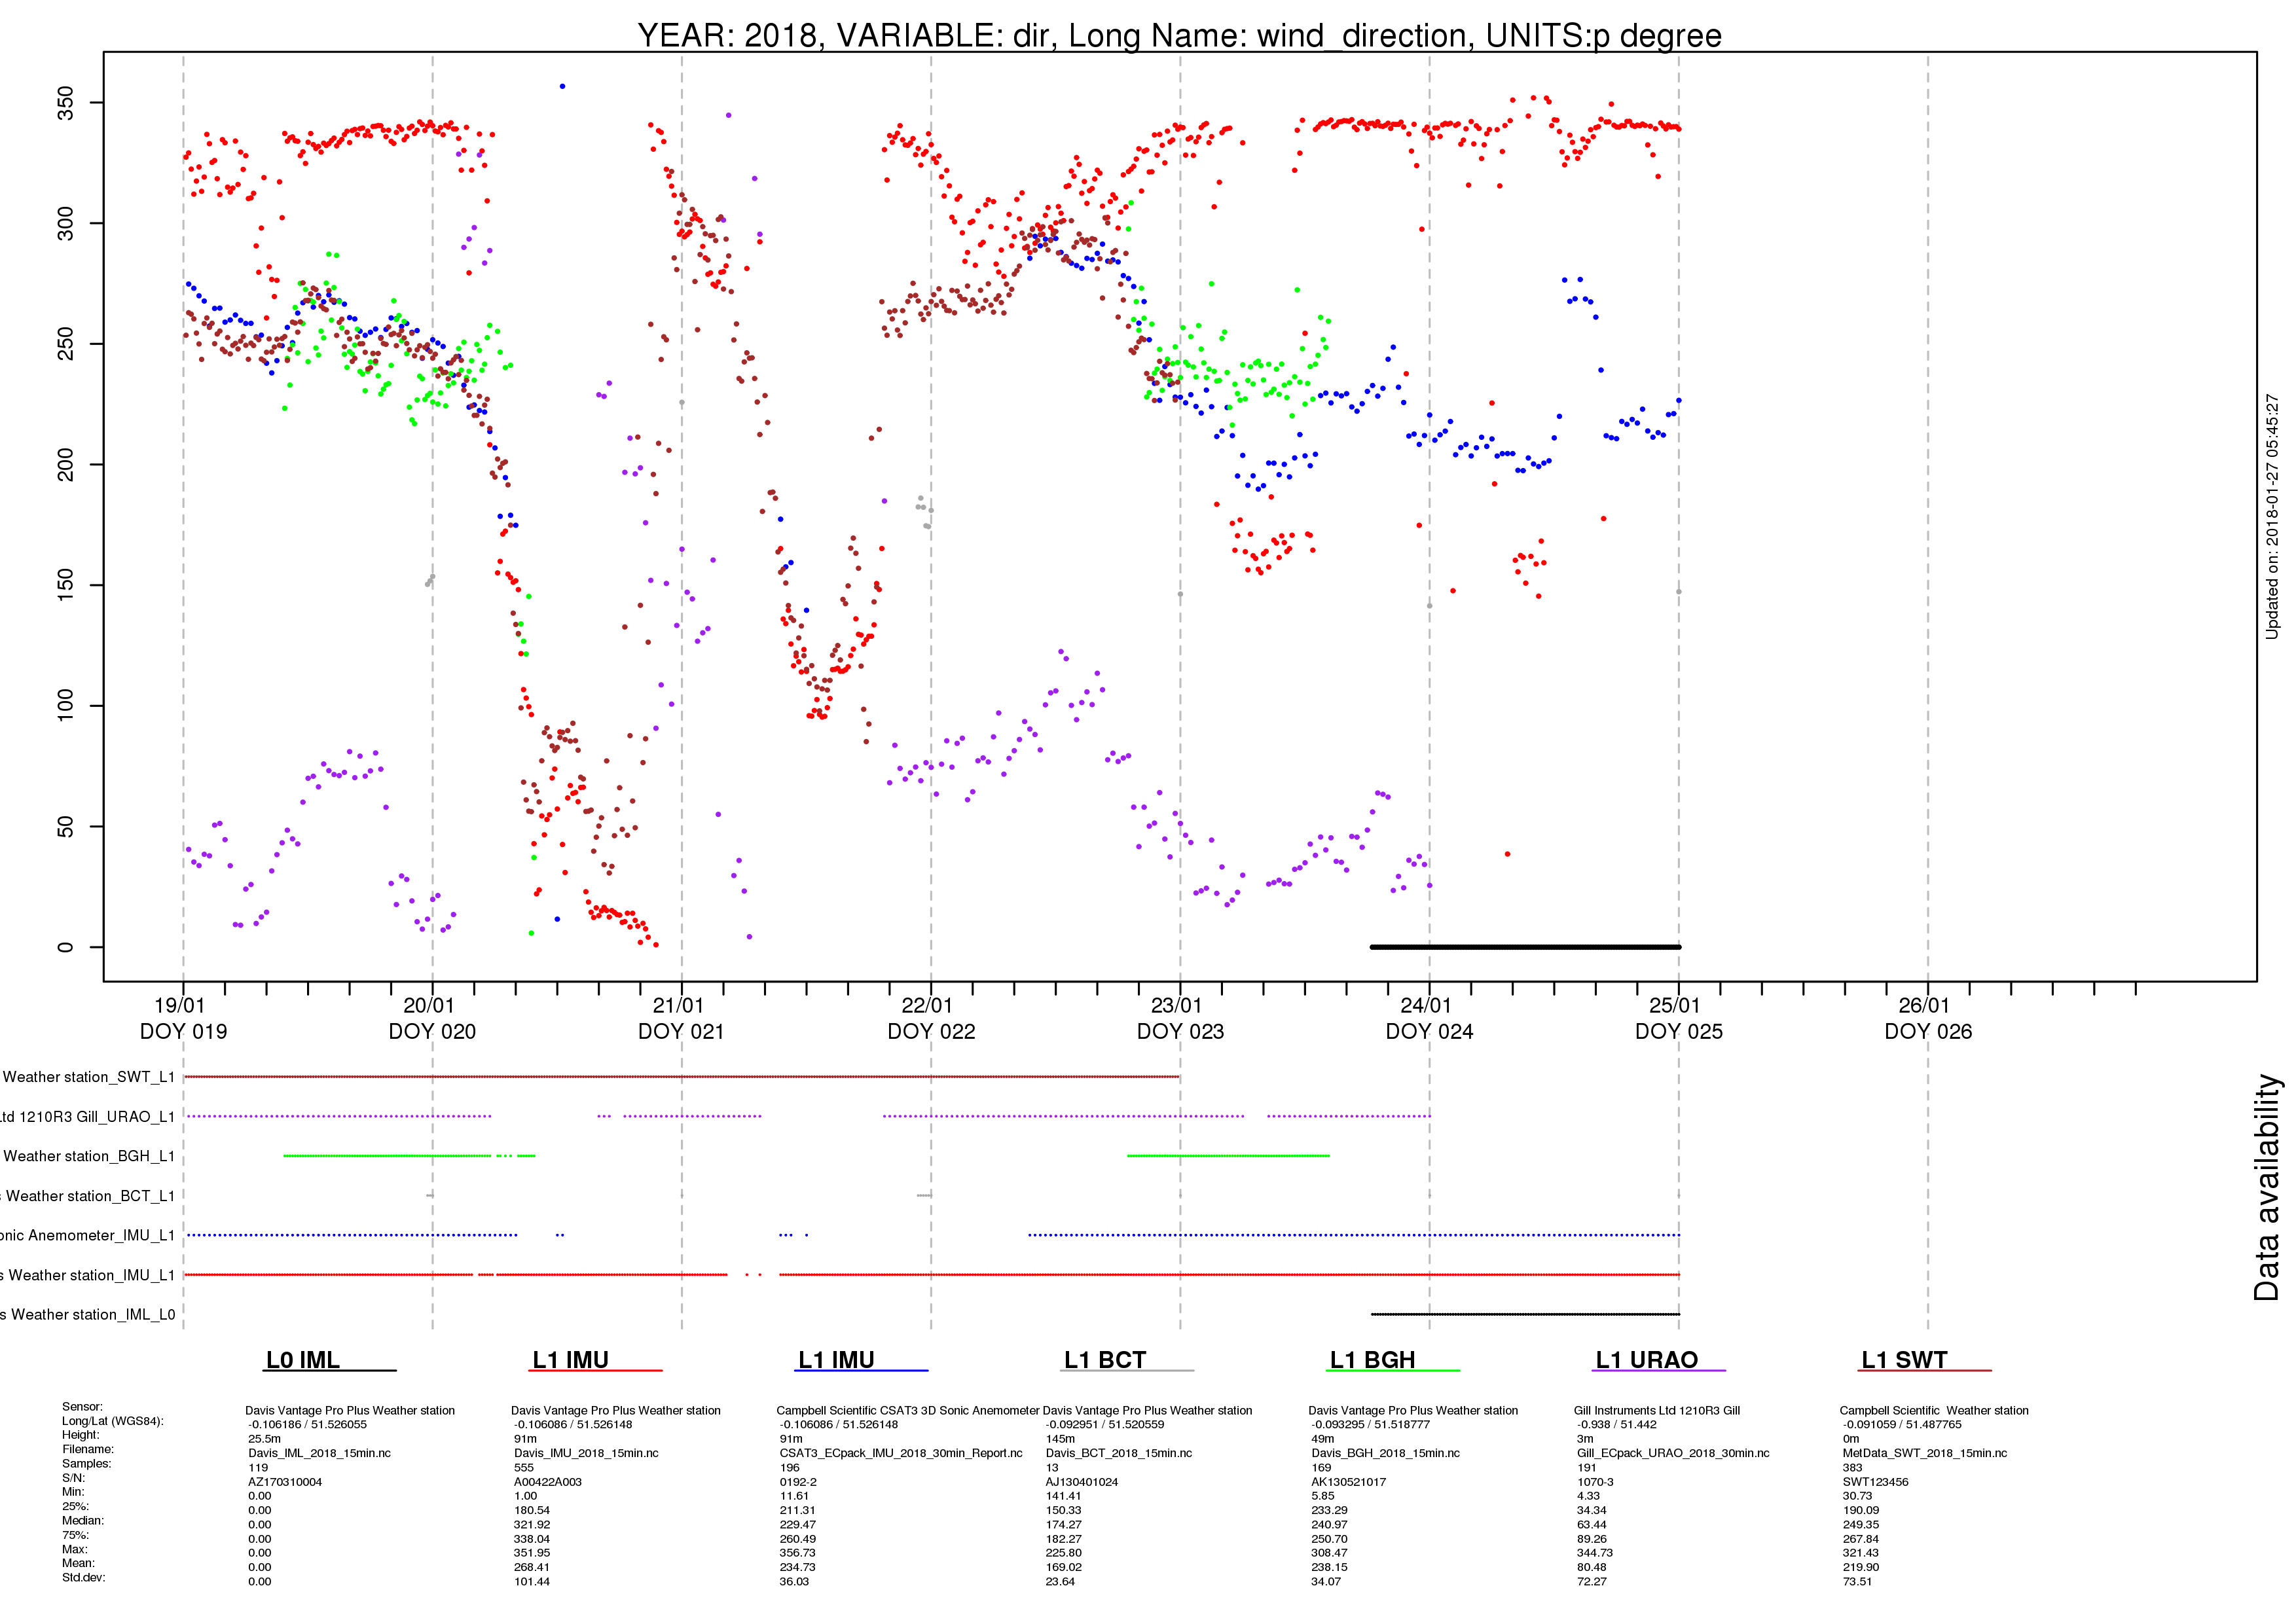 YEAR: 2018, VARIABLE: dir, Long Name: wind_direction, UNITS:p degree
350
300
250
200
150
100
50
0
Updated on: 2018-01-27 05:45:27
19/01 20/01 21/01 22/01 23/01 24/01 25/01 26/01
DOY 019 DOY 020 DOY 021 DOY 022 DOY 023 DOY 024 DOY 025 DOY 026
Weather station_SWT_L1
Ltd 1210R3 Gill_URAO_L1
Weather station_BGH_L1
s Weather station_BCT_L1
onic Anemometer_IMU_L1
s Weather station_IMU_L1
s Weather station_IML_L0
Data availability
L0 IML L1 IMU L1 IMU L1 BCT L1 BGH L1 URAO L1 SWT
Sensor: Davis Vantage Pro Plus Weather station Davis Vantage Pro Plus Weather station Campbell Scientific CSAT3 3D Sonic Anemometer Davis Vantage Pro Plus Weather station Davis Vantage Pro Plus Weather station Gill Instruments Ltd 1210R3 Gill Campbell Scientific  Weather station
Long/Lat (WGS84): -0.106186 / 51.526055 -0.106086 / 51.526148 -0.106086 / 51.526148 -0.092951 / 51.520559 -0.093295 / 51.518777 -0.938 / 51.442 -0.091059 / 51.487765
Height: 25.5m 91m 91m 145m 49m 3m 0m
Filename: Davis_IML_2018_15min.nc Davis_IMU_2018_15min.nc CSAT3_ECpack_IMU_2018_30min_Report.nc Davis_BCT_2018_15min.nc Davis_BGH_2018_15min.nc Gill_ECpack_URAO_2018_30min.nc MetData_SWT_2018_15min.nc
Samples: 119 555 196 13 169 191 383
S/N: AZ170310004 A00422A003 0192-2 AJ130401024 AK130521017 1070-3 SWT123456
Min: 0.00 1.00 11.61 141.41 5.85 4.33 30.73
25%: 0.00 180.54 211.31 150.33 233.29 34.34 190.09
Median: 0.00 321.92 229.47 174.27 240.97 63.44 249.35
75%: 0.00 338.04 260.49 182.27 250.70 89.26 267.84
Max: 0.00 351.95 356.73 225.80 308.47 344.73 321.43
Mean: 0.00 268.41 234.73 169.02 238.15 80.48 219.90
Std.dev: 0.00 101.44 36.03 23.64 34.07 72.27 73.51